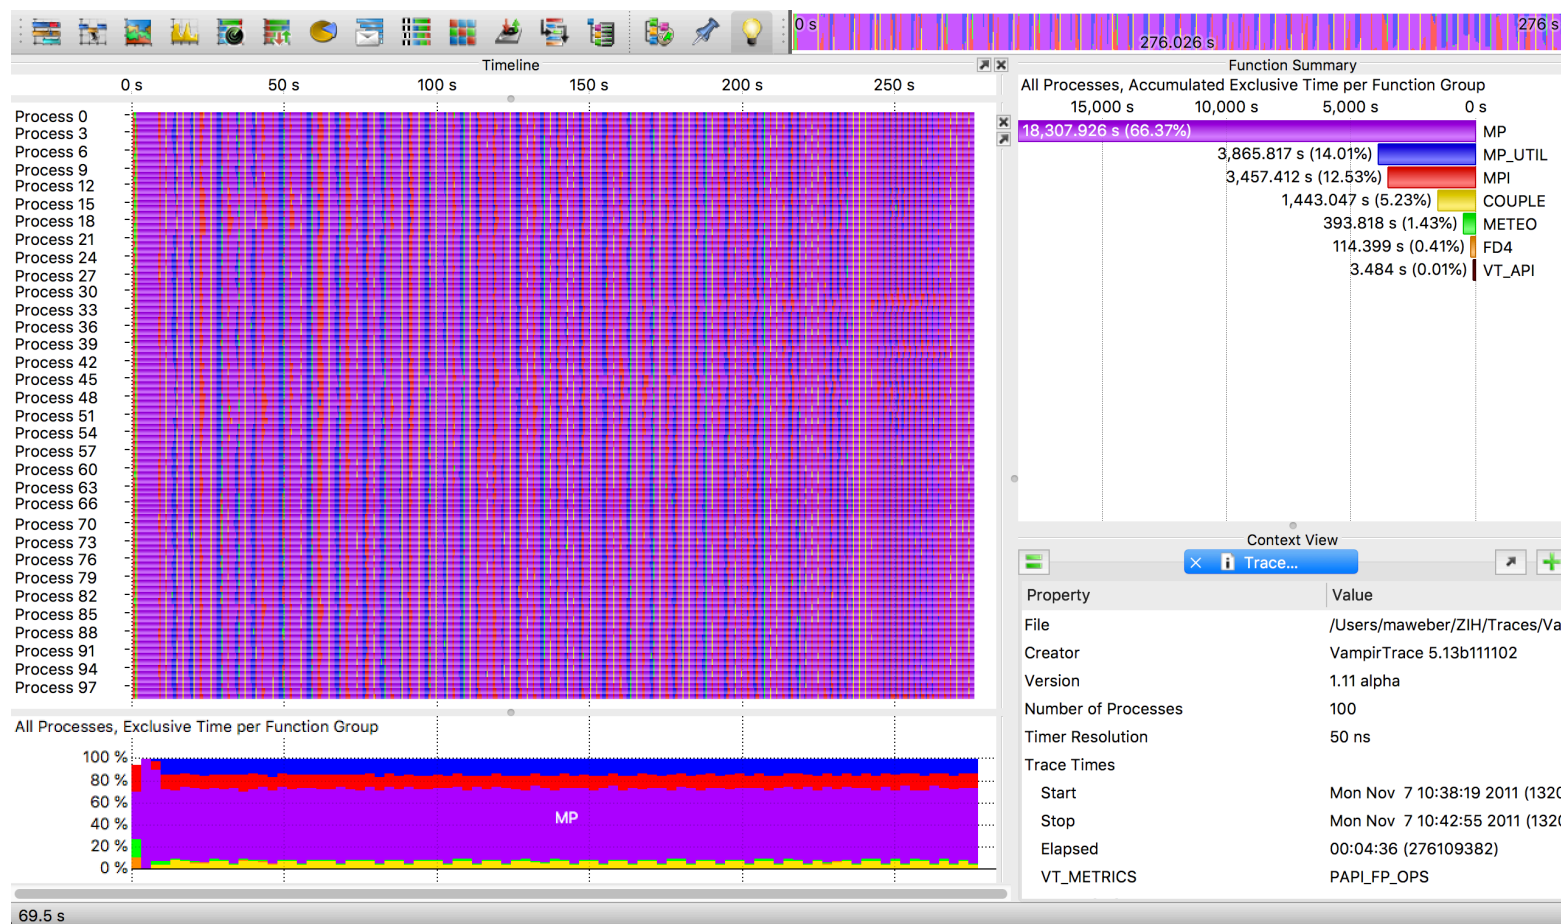 0 s
276 s
276.026 s
Timeline
0 s 50 s 100 s 150 s 200 s 250 s
Process 0
Process 3
Process 6
Process 9
Process 12
Process 15
Process 18
Process 21
Process 24
Process 27
Process 30
Process 33
Process 36
Process 39
Process 42
Process 45
Process 48
Process 51
Process 54
Process 57
Process 60
Process 63
Process 66
Process 70
Process 73
Process 76
Process 79
Process 82
Process 85
Process 88
Process 91
Process 94
Process 97
All Processes, Exclusive Time per Function Group
100 %
80 %
60 %
40 %
20 %
0 %
MP
69.5 s
Function Summary
All Processes, Accumulated Exclusive Time per Function Group
15,000 s 10,000 s 5,000 s 0 s
18,307.926 s (66.37%) MP
3,865.817 s (14.01%) MP_UTIL
3,457.412 s (12.53%) MPI
1,443.047 s (5.23%) COUPLE
393.818 s (1.43%) METEO
114.399 s (0.41%) FD4
3.484 s (0.01%) VT_API
Context View
Trace...
Property Value
File /Users/maweber/ZIH/Traces/Va
Creator VampirTrace 5.13b111102
Version 1.11 alpha
Number of Processes 100
Timer Resolution 50 ns
Trace Times
Start Mon Nov 7 10:38:19 2011 (1320
Stop Mon Nov 7 10:42:55 2011 (1320
Elapsed 00:04:36 (276109382)
VT_METRICS PAPI_FP_OPS